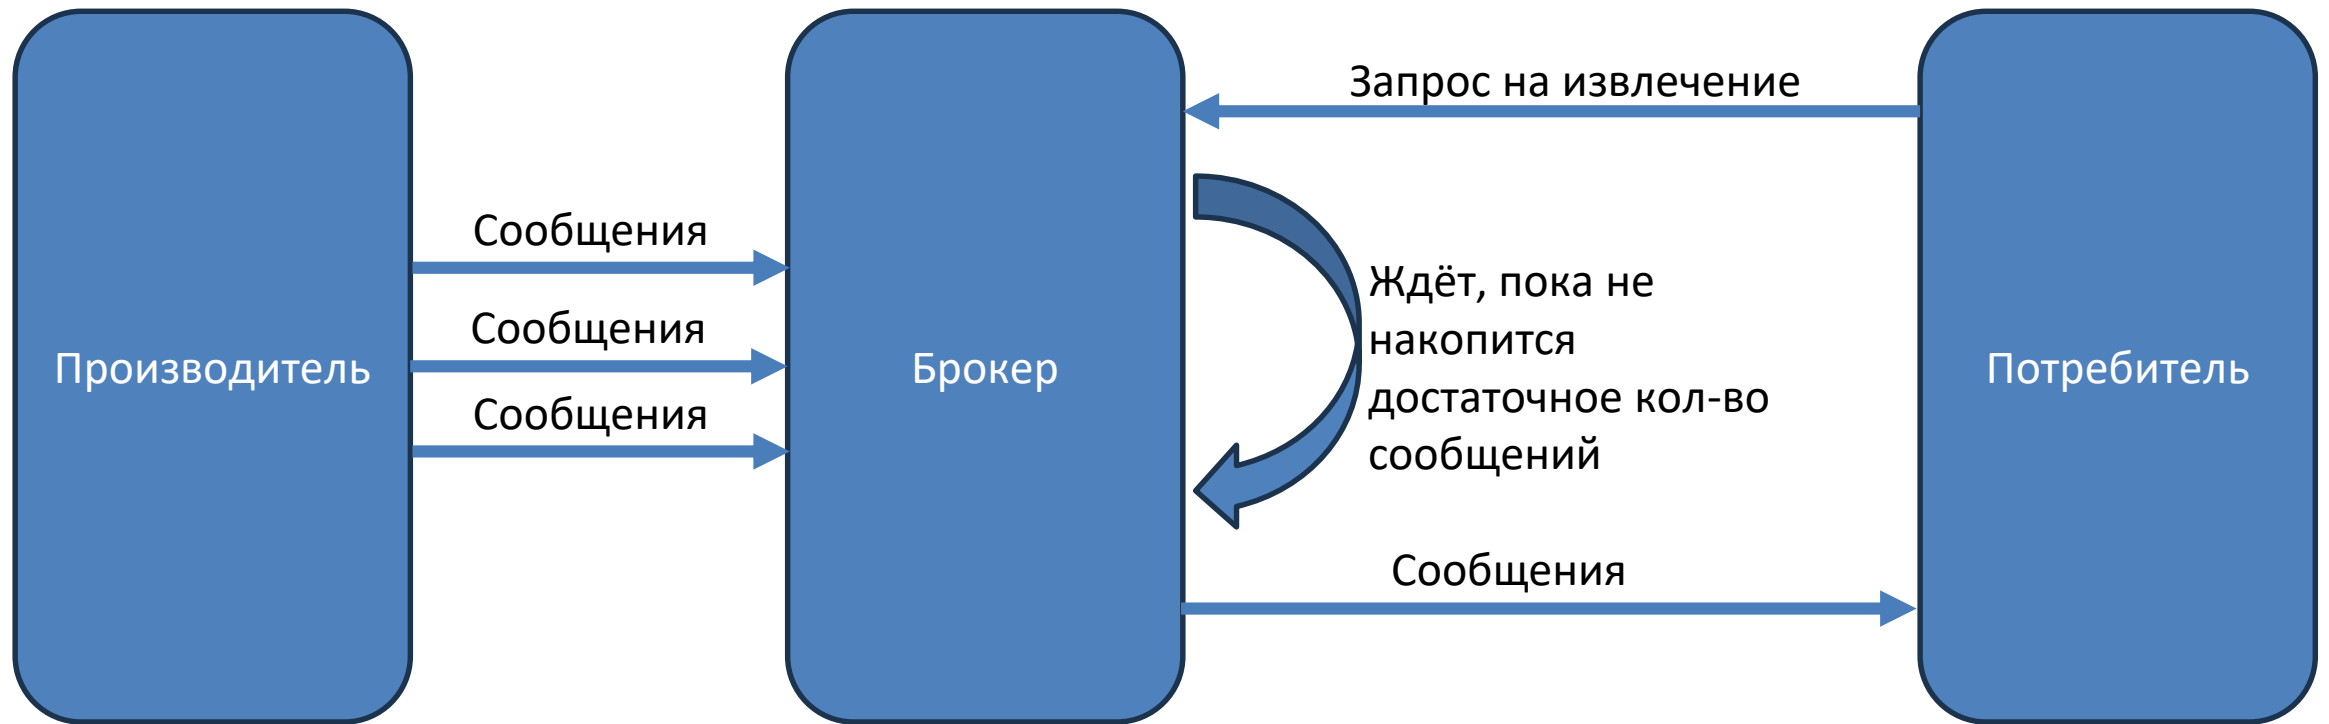 Производитель
Сообщения
Сообщения
Сообщения
Брокер
Запрос на извлечение
Ждёт, пока не
накопится
достаточное кол-во
сообщений
Сообщения
Потребитель